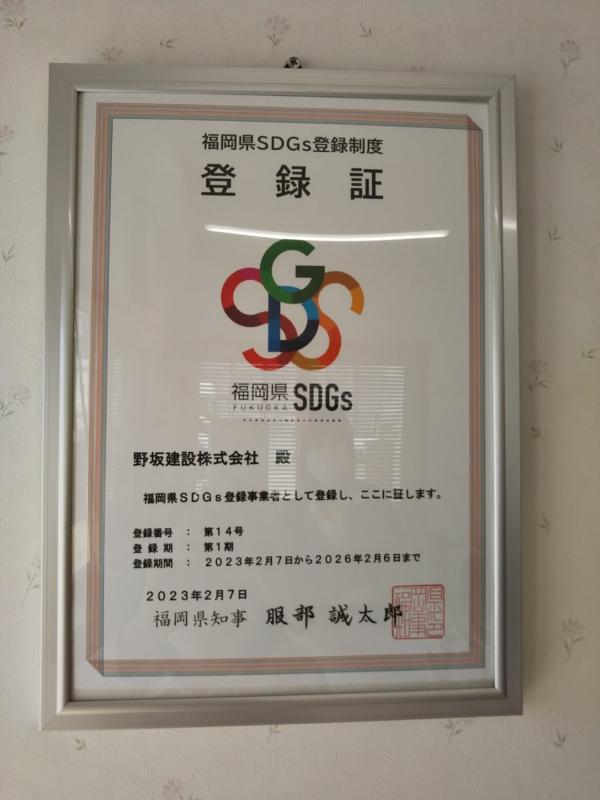 福岡県SDGs登録制度
登録証
SDGs
福岡県 SDGs
FUKUOKA
野坂建設株式会社 殿
福岡県SDGs登録事業者として登録し、ここに証します。
登録番号 : 第14号
登録期 : 第1期
登録期間 : 2023年2月7日から2026年2月6日まで
2023年2月7日
福岡県知事 服部 誠太郎